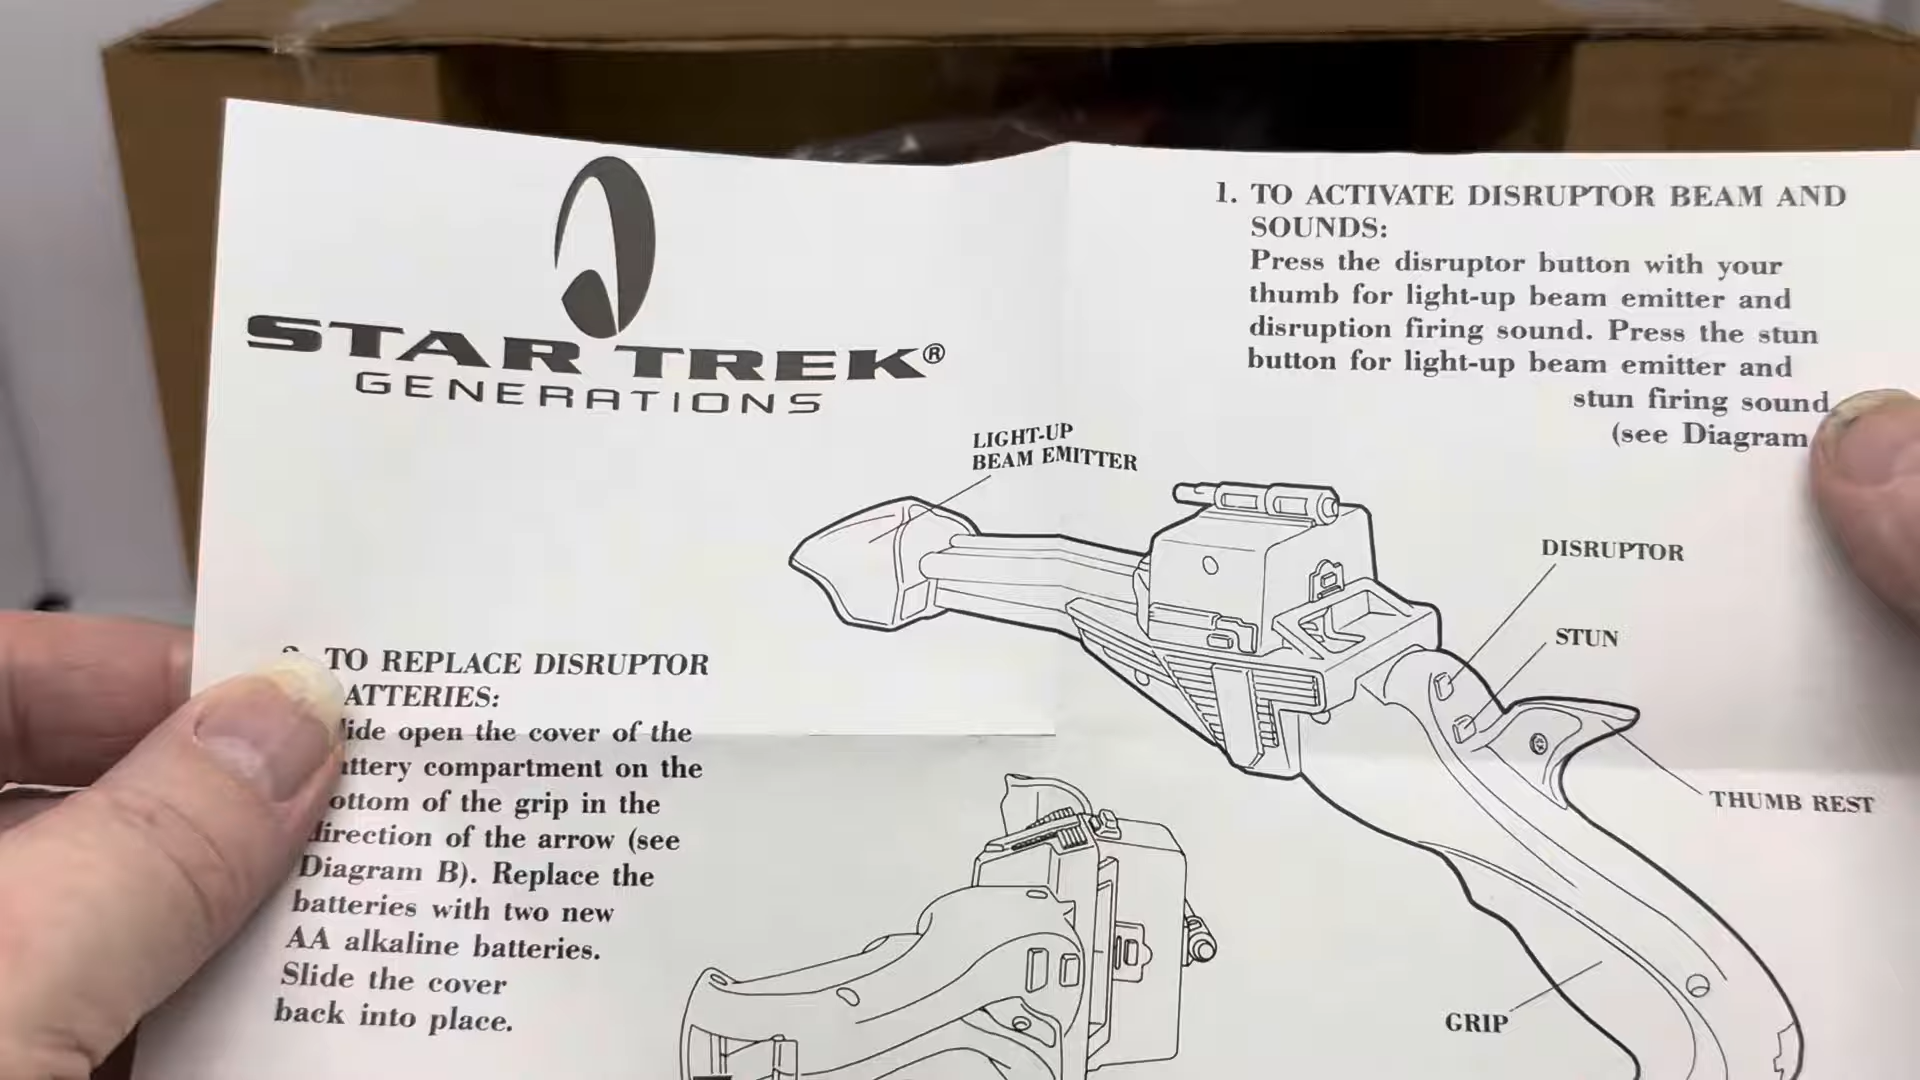 STAR TREK®
GENERATIONS
1. TO ACTIVATE DISRUPTOR BEAM AND
SOUNDS:
Press the disruptor button with your
thumb for light-up beam emitter and
disruption firing sound. Press the stun
button for light-up beam emitter and
stun firing sound
(see Diagram
LIGHT-UP
BEAM EMITTER
DISRUPTOR
STUN
THUMB REST
GRIP
TO REPLACE DISRUPTOR
ATTERIES:
lide open the cover of the
ttery compartment on the
ottom of the grip in the
direction of the arrow (see
Diagram B). Replace the
batteries with two new
AA alkaline batteries.
Slide the cover
back into place.